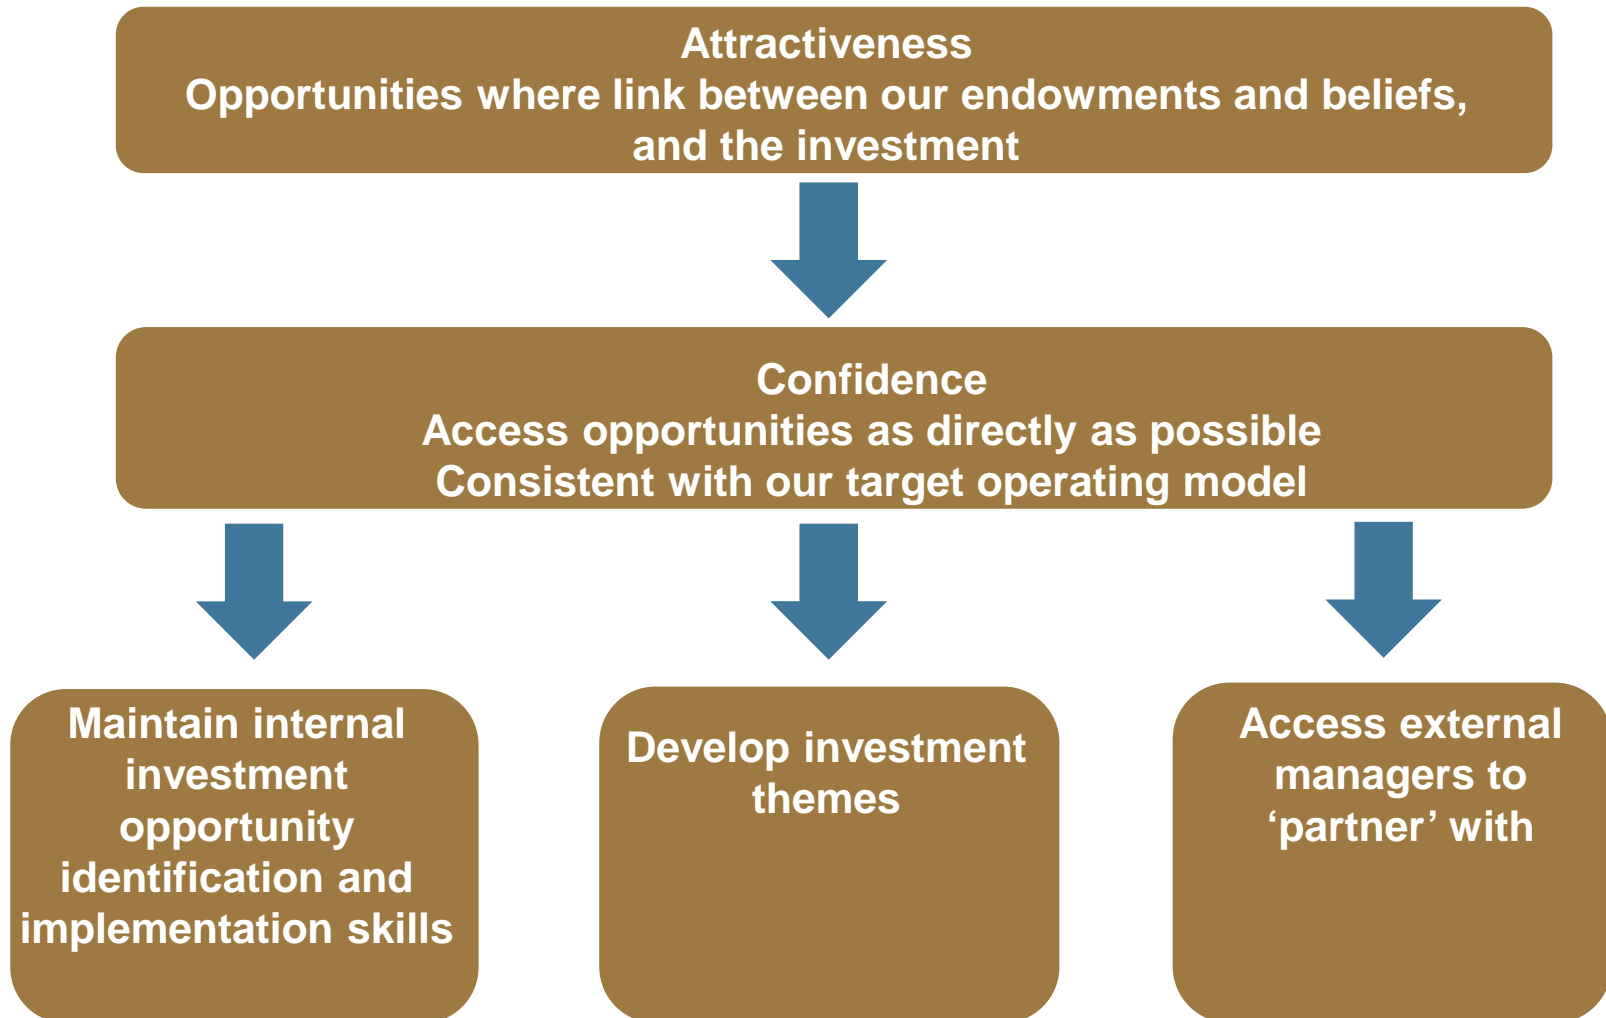 Attractiveness
Opportunities where link between our endowments and beliefs,
and the investment
Confidence
Access opportunities as directly as possible
Consistent with our target operating model
Maintain internal
investment
opportunity
identification and
implementation skills
Develop investment
themes
Access external
managers to
‘partner’ with